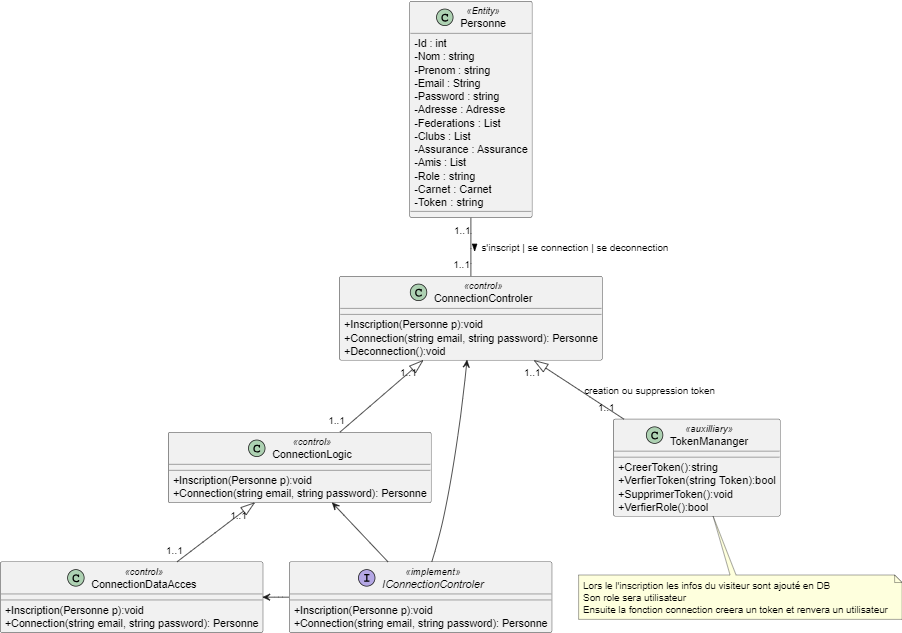 «Entity»
C Personne
-Id : int
-Nom : string
-Prenom : string
-Email : String
-Password : string
-Adresse : Adresse
-Federations : List
-Clubs : List
-Assurance : Assurance
-Amis : List
-Role : string
-Carnet : Carnet
-Token : string
1..1
s'inscript | se connection | se deconnection
1..1
«control»
C ConnectionControler
+Inscription(Personne p):void
+Connection(string email, string password): Personne
+Deconnection():void
1..1
1..1
creation ou suppression token
1..1
1..1
«control»
C ConnectionLogic
+Inscription(Personne p):void
+Connection(string email, string password): Personne
«auxilliary»
C TokenMananger
+CreerToken():string
+VerfierToken(string Token):bool
+SupprimerToken():void
+VerfierRole():bool
1..1
1..1
«control»
C ConnectionDataAcces
+Inscription(Personne p):void
+Connection(string email, string password): Personne
«implement»
I IConnectionControler
+Inscription(Personne p):void
+Connection(string email, string password): Personne
Lors le l'inscription les infos du visiteur sont ajouté en DB
Son role sera utilisateur
Ensuite la fonction connection creera un token et renvera un utilisateur